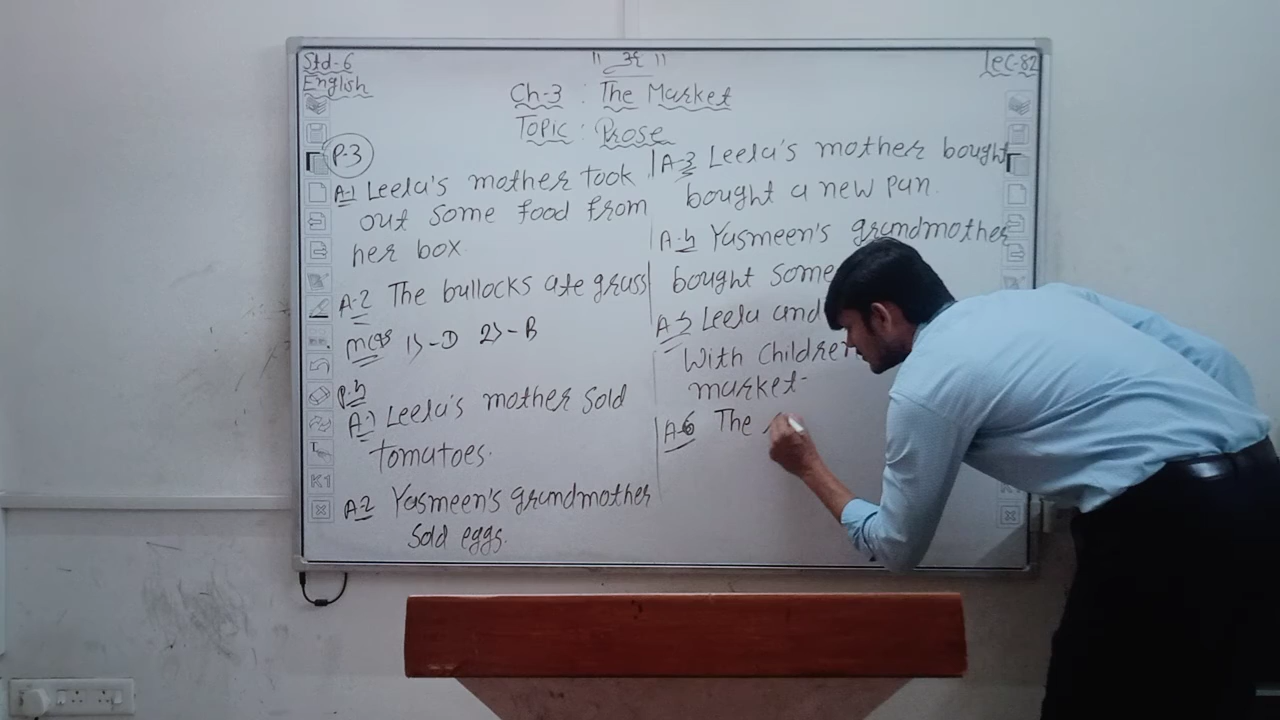 Std-6
English
" ૐ "
Lec-82
Ch-3 : The Market
Topic : Prose
P-3
A-1 Leela's mother took
out some food from
her box.
A-2 The bullocks ate grass
MCQs 1)-D 2)-B
P-4
A-1 Leela's mother sold
tomatoes.
A-2 Yasmeen's grandmother
sold eggs.
A-3 Leela's mother bought
bought a new pan.
A-4 Yasmeen's grandmother
bought some
A-5 Leela and
with children
market-
A-6 The
K1
K1